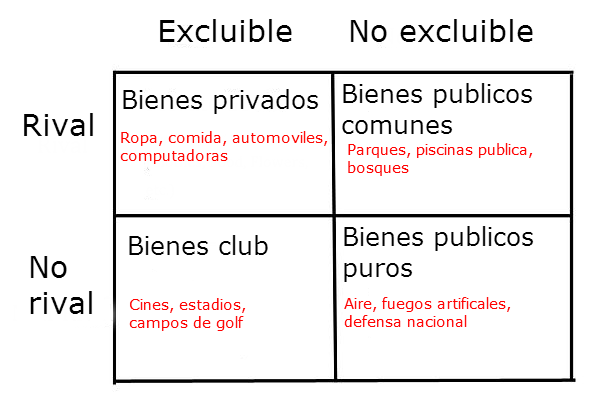 Excluible
No excluible
Rival
Bienes privados
Ropa, comida, automoviles,
computadoras
Bienes publicos
comunes
Parques, piscinas publica,
bosques
No
rival
Bienes club
Cines, estadios,
campos de golf
Bienes publicos
puros
Aire, fuegos artificales,
defensa nacional